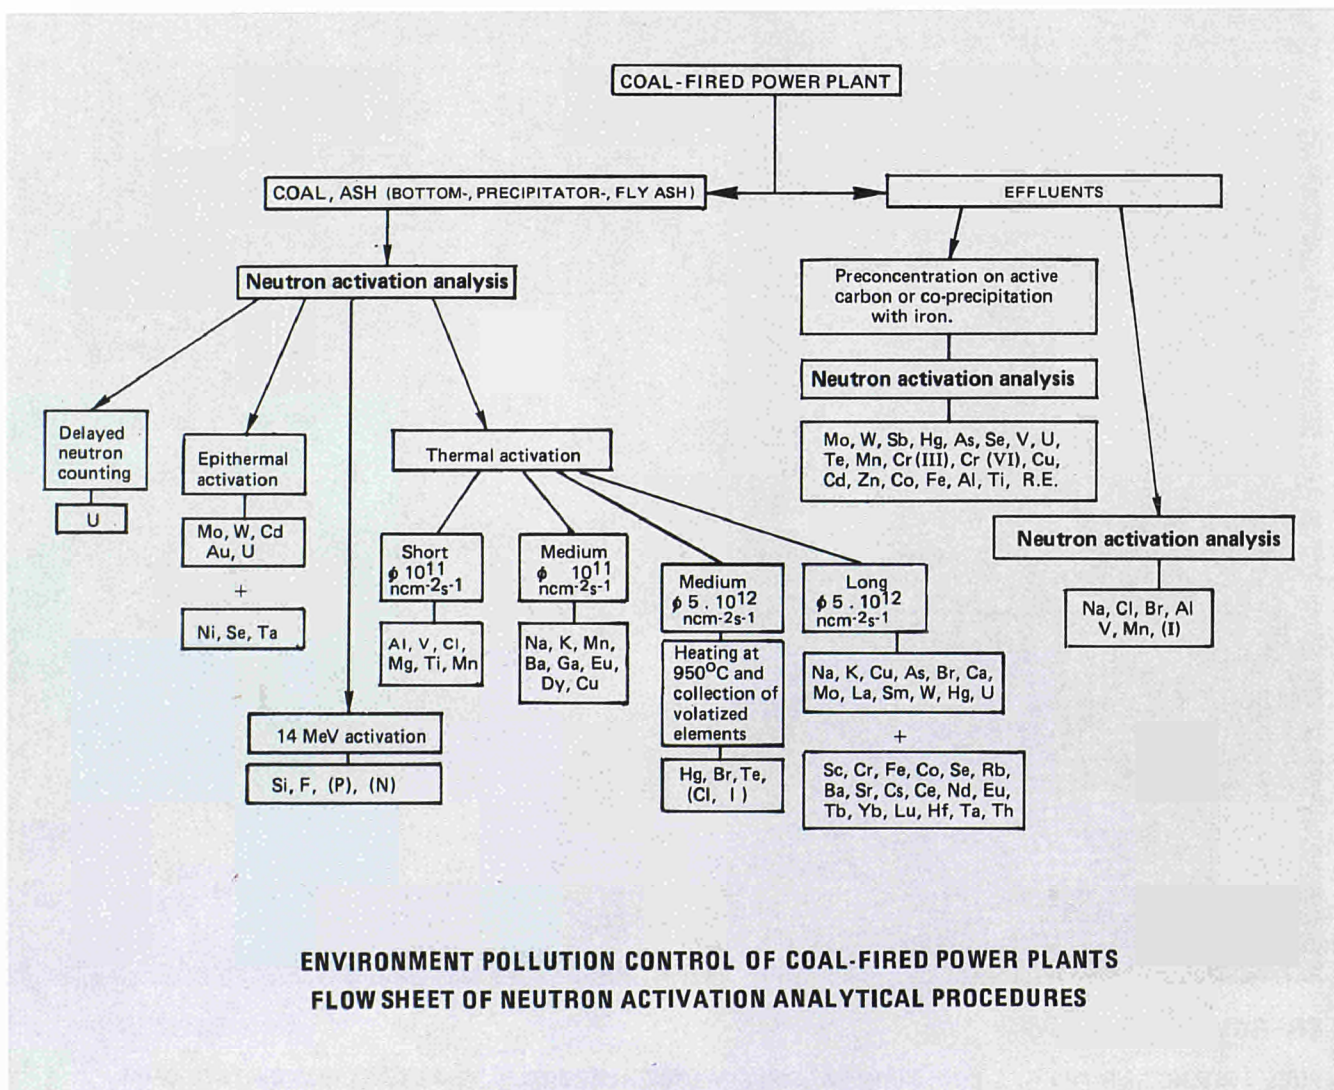 COAL-FIRED POWER PLANT
COAL, ASH (BOTTOM-, PRECIPITATOR-, FLY ASH)
EFFLUENTS
Neutron activation analysis
Preconcentration on active
carbon or co-precipitation
with iron.
Neutron activation analysis
Mo, W, Sb, Hg, As, Se, V, U,
Te, Mn, Cr (III), Cr (VI), Cu,
Cd, Zn, Co, Fe, Al, Ti, R.E.
Neutron activation analysis
Na, Cl, Br, Al
V, Mn, (I)
Delayed
neutron
counting
U
Epithermal
activation
Mo, W, Cd
Au, U
+
Ni, Se, Ta
14 MeV activation
Si, F, (P), (N)
Thermal activation
Short
ϕ 10¹¹
ncm⁻²s⁻¹
Al, V, Cl,
Mg, Ti, Mn
Medium
ϕ 10¹¹
ncm⁻²s⁻¹
Na, K, Mn,
Ba, Ga, Eu,
Dy, Cu
Medium
ϕ 5 . 10¹²
ncm⁻²s⁻¹
Heating at
950°C and
collection of
volatized
elements
Hg, Br, Te,
(Cl, I )
Long
ϕ 5 . 10¹²
ncm⁻²s⁻¹
Na, K, Cu, As, Br, Ca,
Mo, La, Sm, W, Hg, U
+
Sc, Cr, Fe, Co, Se, Rb,
Ba, Sr, Cs, Ce, Nd, Eu,
Tb, Yb, Lu, Hf, Ta, Th
ENVIRONMENT POLLUTION CONTROL OF COAL-FIRED POWER PLANTS
FLOW SHEET OF NEUTRON ACTIVATION ANALYTICAL PROCEDURES